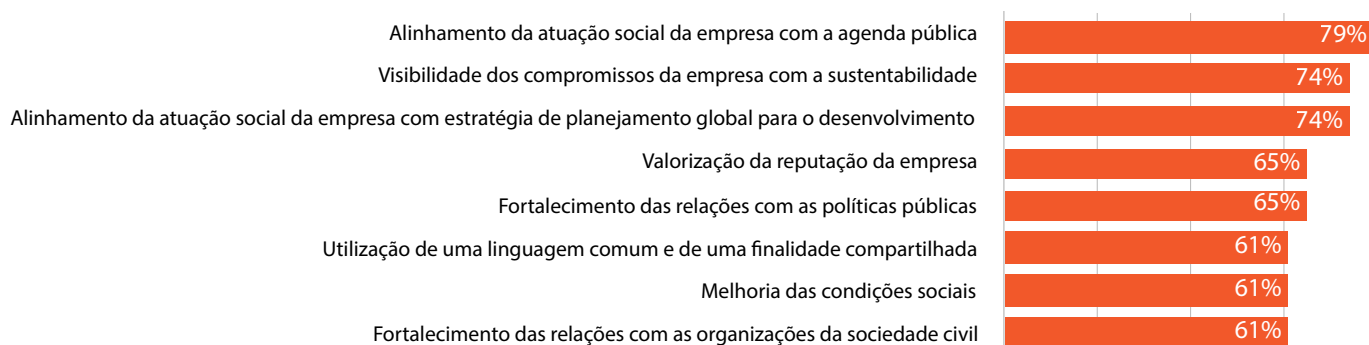 Alinhamento da atuação social da empresa com a agenda pública 79%
Visibilidade dos compromissos da empresa com a sustentabilidade 74%
Alinhamento da atuação social da empresa com estratégia de planejamento global para o desenvolvimento 74%
Valorização da reputação da empresa 65%
Fortalecimento das relações com as políticas públicas 65%
Utilização de uma linguagem comum e de uma finalidade compartilhada 61%
Melhoria das condições sociais 61%
Fortalecimento das relações com as organizações da sociedade civil 61%